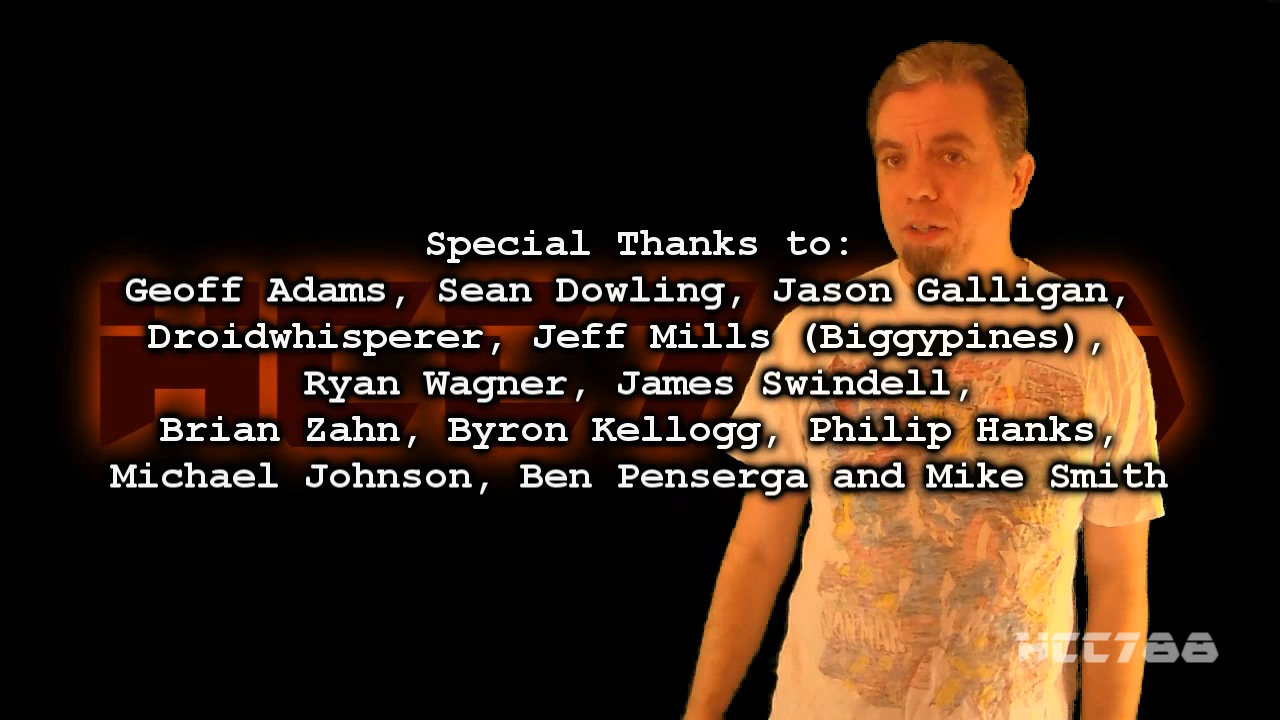 Special Thanks to:
Geoff Adams, Sean Dowling, Jason Galligan,
Droidwhisperer, Jeff Mills (Biggypines),
Ryan Wagner, James Swindell,
Brian Zahn, Byron Kellogg, Philip Hanks,
Michael Johnson, Ben Penserga and Mike Smith
HCC788